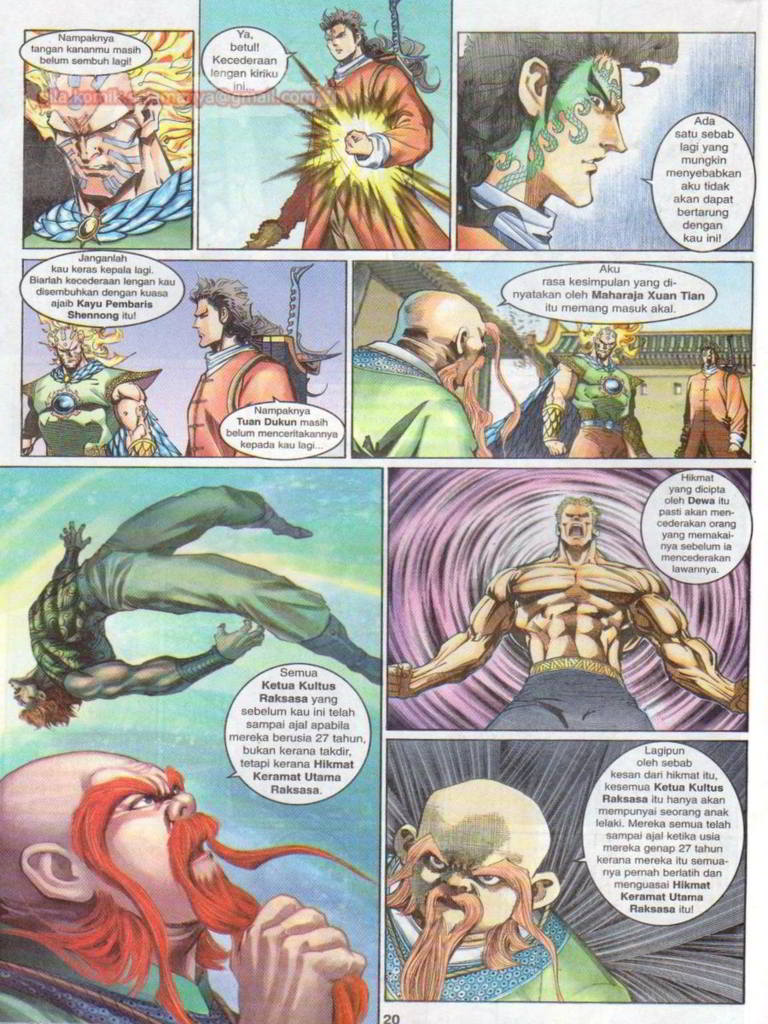 Nampaknya
tangan kananmu masih
belum sembuh lagi!
Ya,
betul!
Kecederaan
lengan kiriku
ini...
Ada
satu sebab
lagi yang
mungkin
menyebabkan
aku tidak
akan dapat
bertarung
dengan
kau ini!
Janganlah
kau keras kepala lagi.
Biarlah kecederaan lengan kau
disembuhkan dengan kuasa
ajaib Kayu Pembaris
Shennong itu!
Nampaknya
Tuan Dukun masih
belum menceritakannya
kepada kau lagi...
Aku
rasa kesimpulan yang di-
nyatakan oleh Maharaja Xuan Tian
itu memang masuk akal.
Semua
Ketua Kultus
Raksasa yang
sebelum kau ini telah
sampai ajal apabila
mereka berusia 27 tahun,
bukan kerana takdir,
tetapi kerana Hikmat
Keramat Utama
Raksasa.
Hikmat
yang dicipta
oleh Dewa itu
pasti akan men-
cederakan orang
yang memakai-
nya sebelum ia
mencederakan
lawannya.
Lagipun
oleh sebab
kesan dari hikmat itu,
kesemua Ketua Kultus
Raksasa itu hanya akan
mempunyai seorang anak
lelaki. Mereka semua telah
sampai ajal ketika usia
mereka genap 27 tahun
kerana mereka itu semua-
nya pernah berlatih dan
menguasai Hikmat
Keramat Utama
Raksasa itu!
20